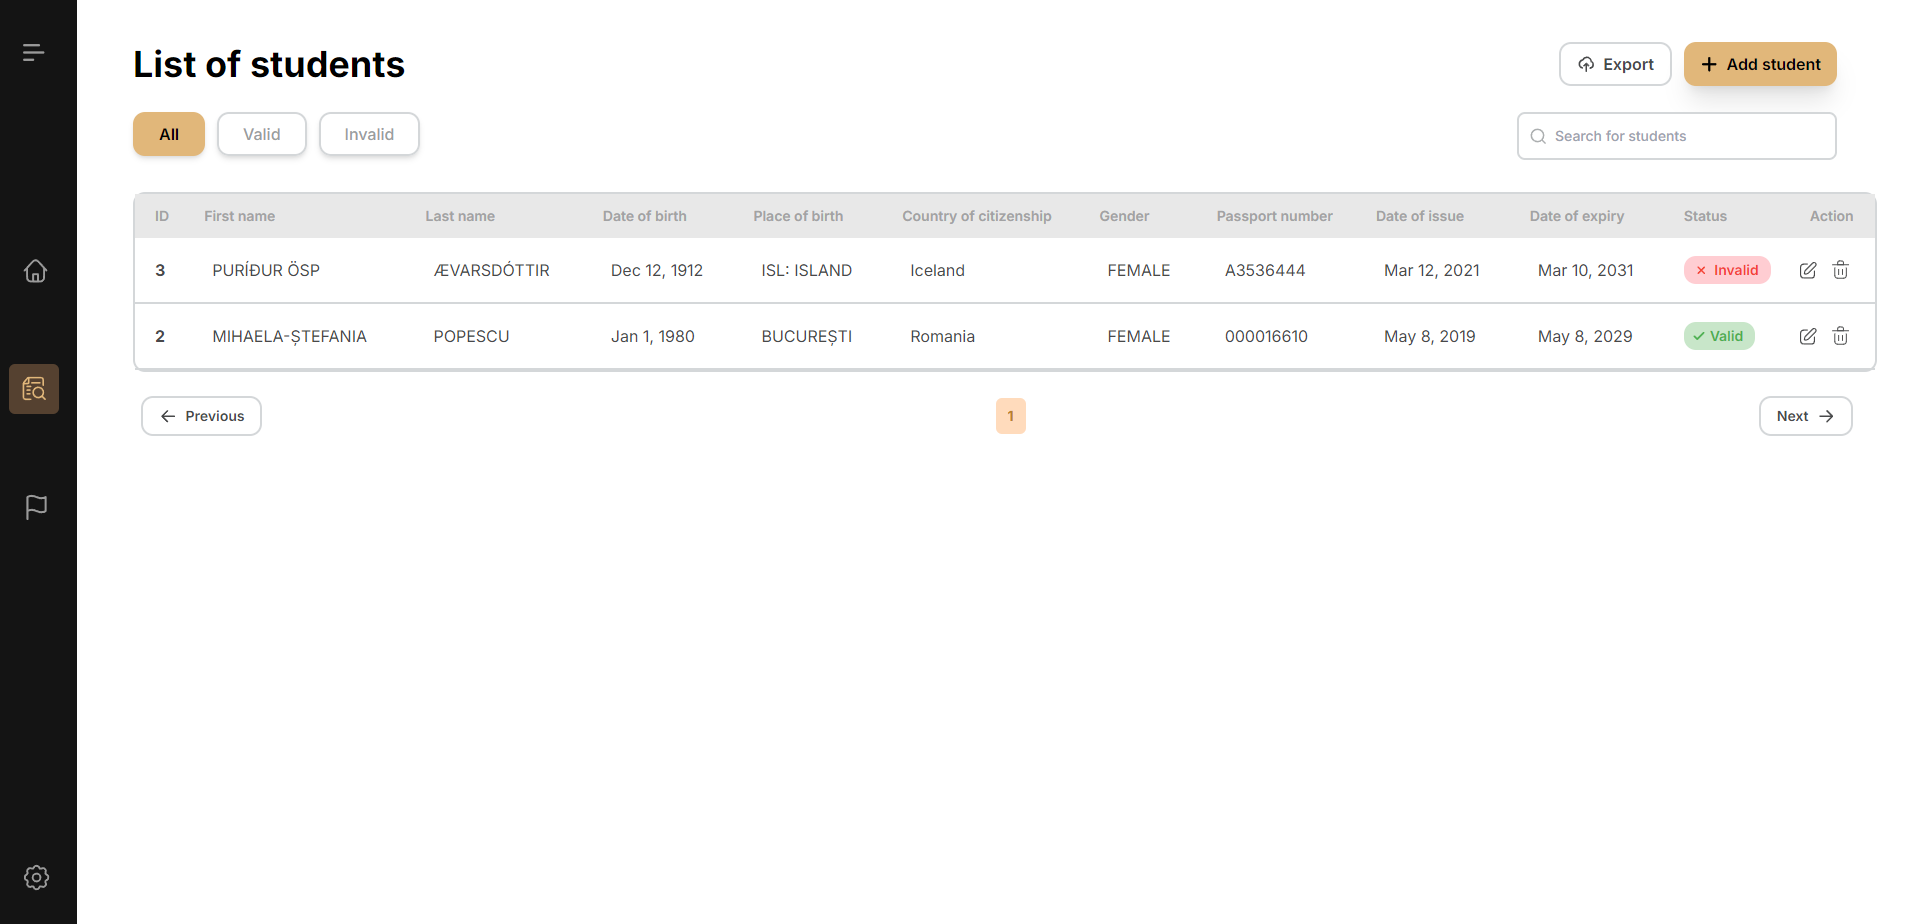 List of students
Export
Add student
All
Valid
Invalid
Search for students
ID First name Last name Date of birth Place of birth Country of citizenship Gender Passport number Date of issue Date of expiry Status Action
3 PURÍÐUR ÖSP ÆVARSDÓTTIR Dec 12, 1912 ISL: ISLAND Iceland FEMALE A3536444 Mar 12, 2021 Mar 10, 2031 Invalid
2 MIHAELA-ȘTEFANIA POPESCU Jan 1, 1980 BUCUREȘTI Romania FEMALE 000016610 May 8, 2019 May 8, 2029 Valid
Previous
1
Next